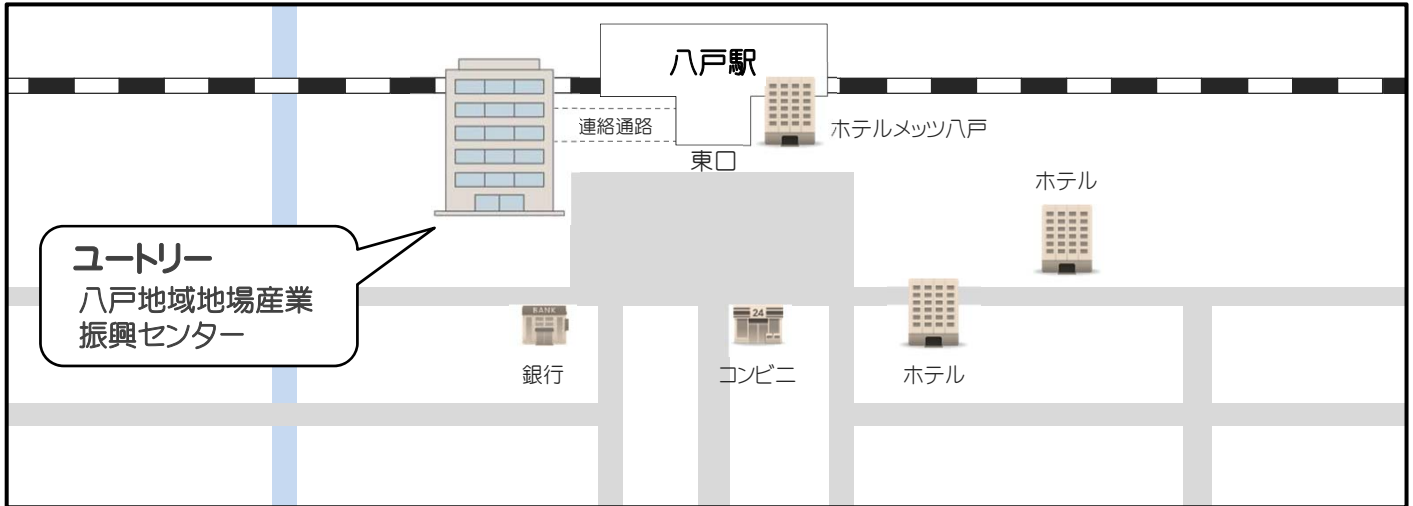 八戸駅
連絡通路
ホテルメッツ八戸
東口
ホテル
ユートリー
八戸地域地場産業
振興センター
BANK
24
銀行
コンビニ
ホテル